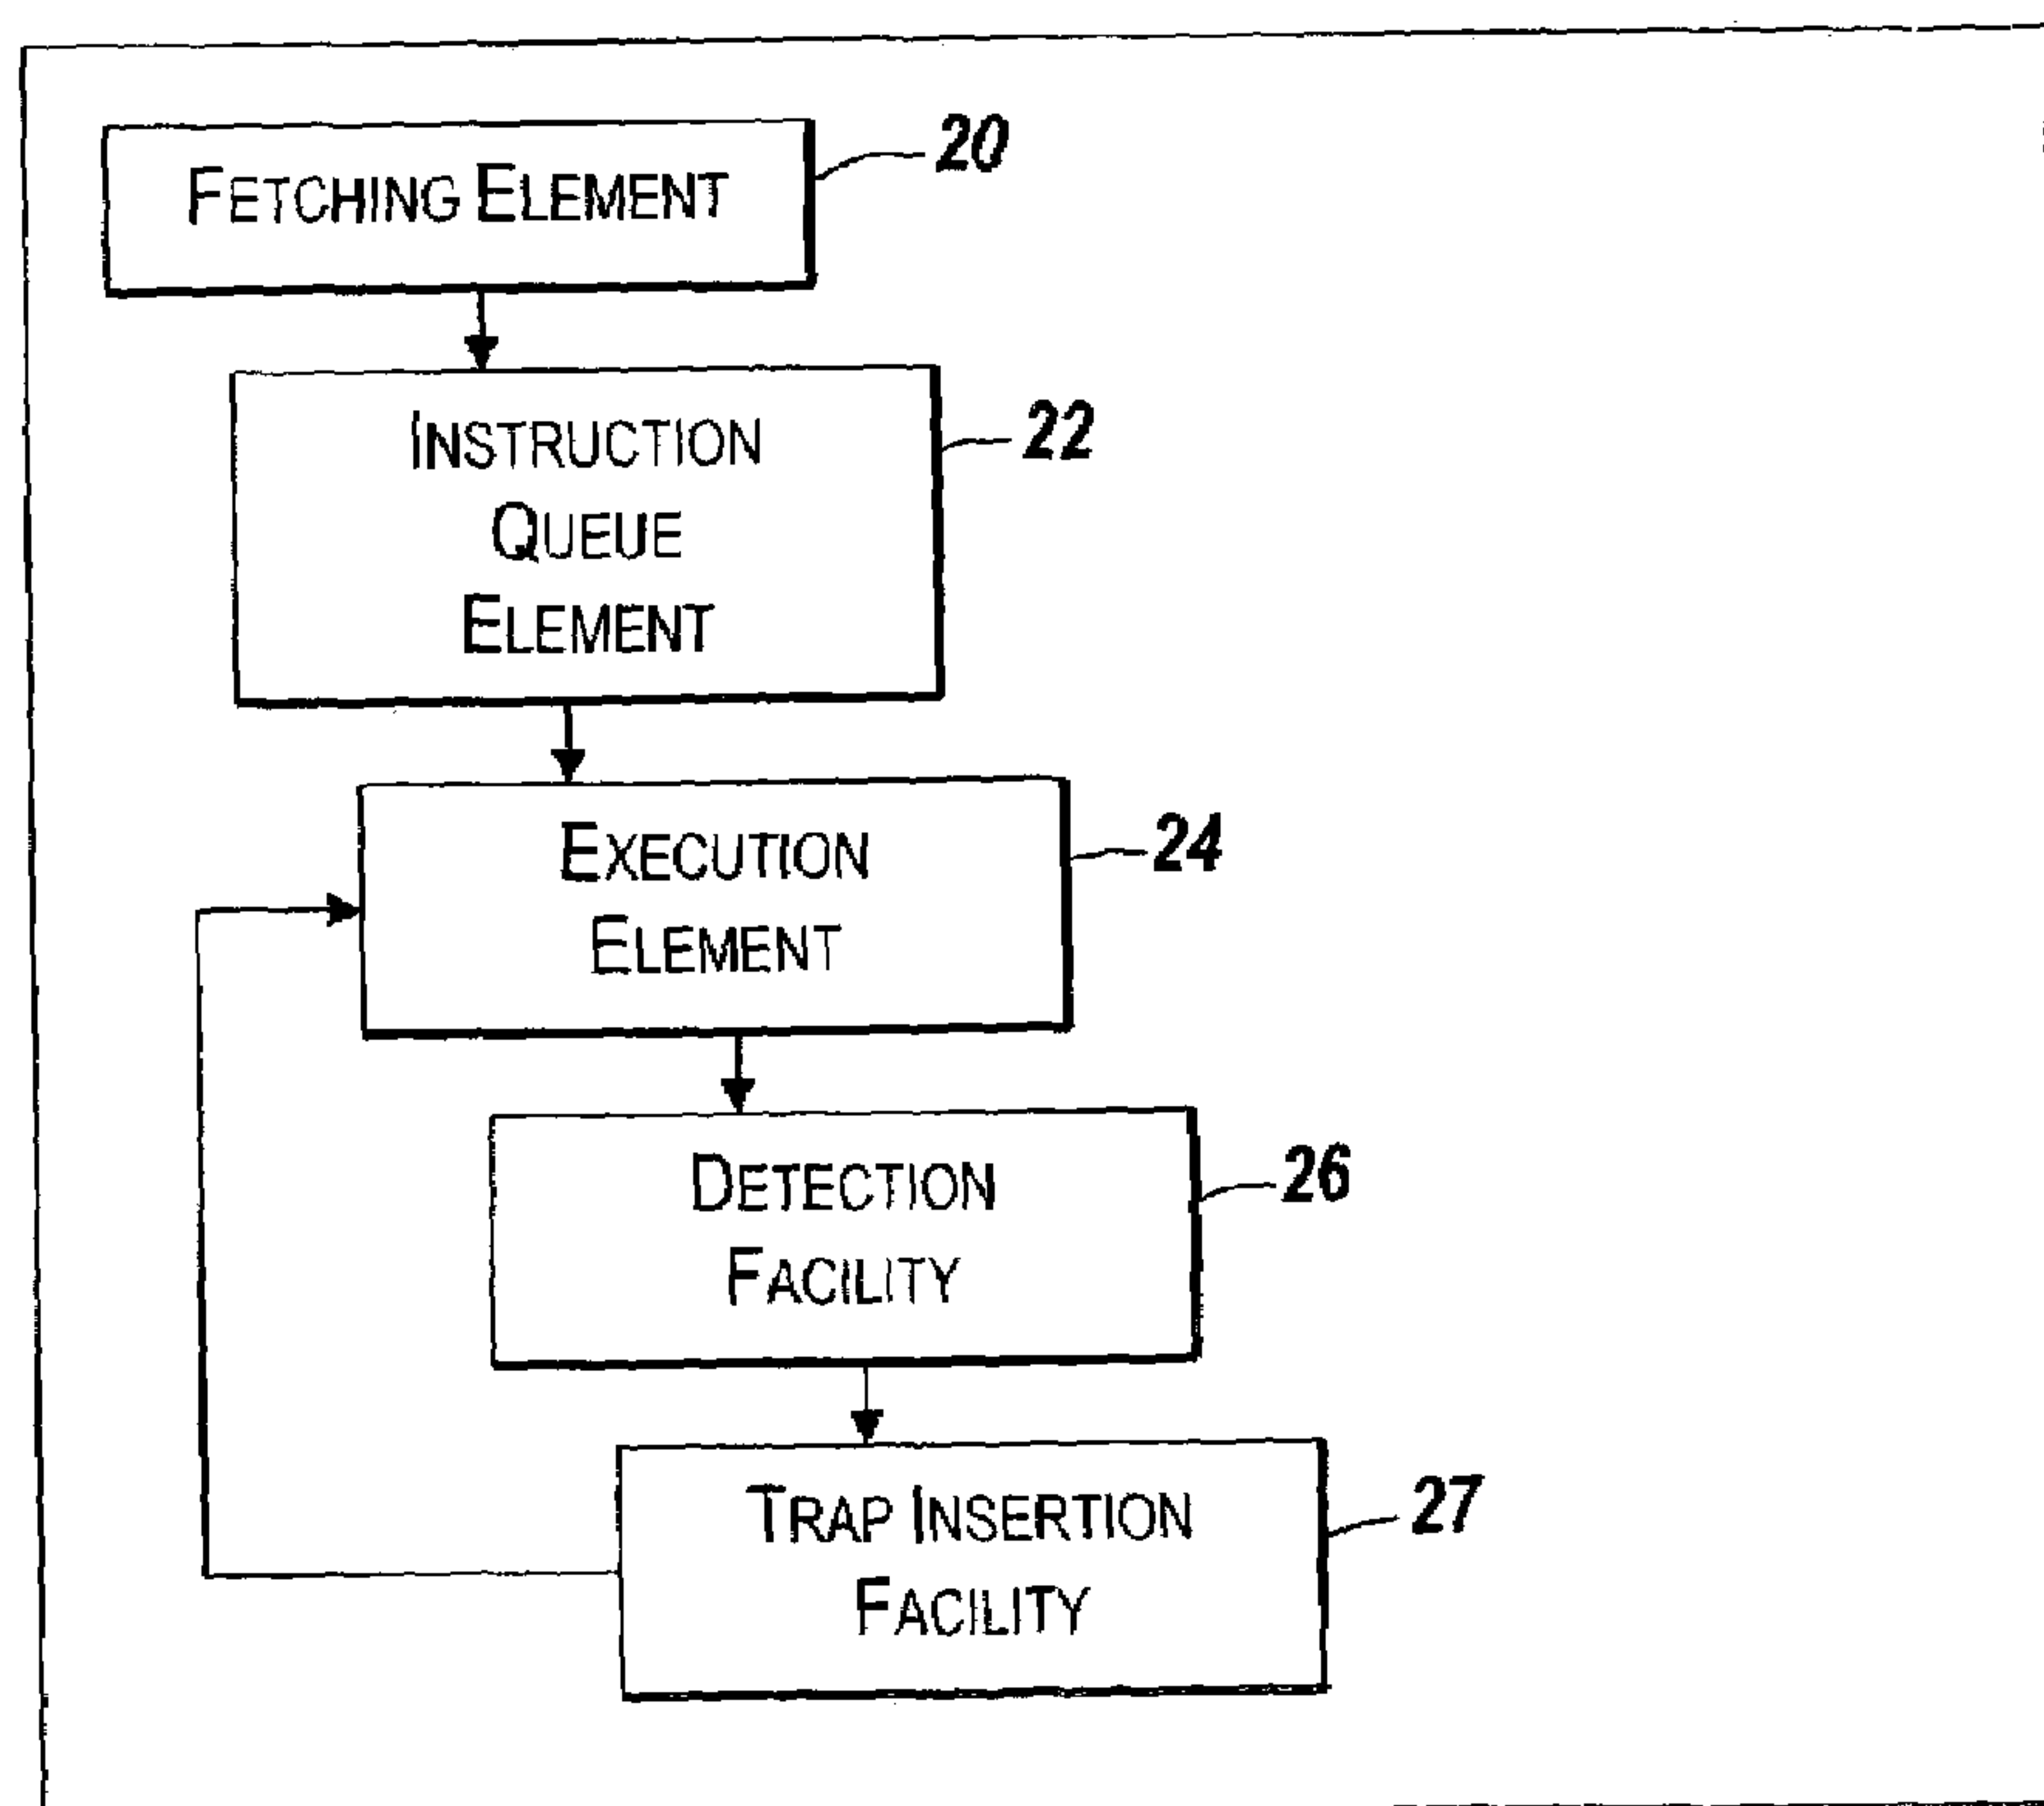 FETCHING ELEMENT
20
INSTRUCTION
QUEUE
ELEMENT
22
EXECUTION
ELEMENT
24
DETECTION
FACILITY
26
TRAP INSERTION
FACILITY
27